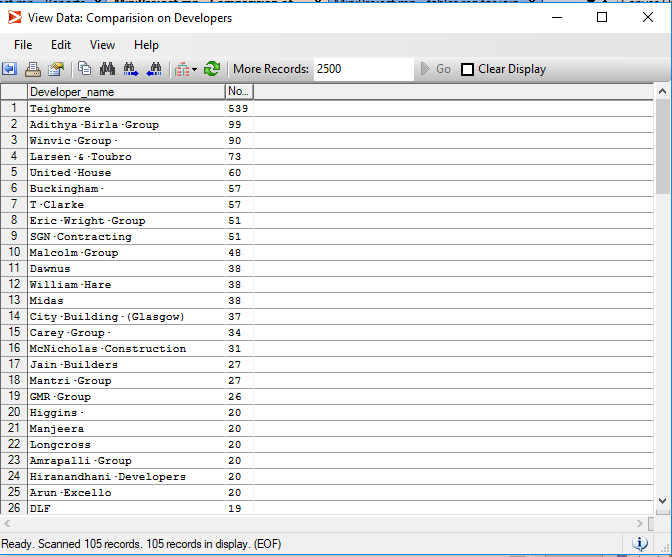 View Data: Comparision on Developers
File Edit View Help
More Records: 2500 Go Clear Display
Developer_name No...
1 Teighmore 539
2 Adithya·Birla·Group 99
3 Winvic·Group· 90
4 Larsen·&·Toubro 73
5 United·House 60
6 Buckingham· 57
7 T·Clarke 57
8 Eric·Wright·Group 51
9 SGN·Contracting 51
10 Malcolm·Group 48
11 Dawnus 38
12 William·Hare 38
13 Midas 38
14 City·Building·(Glasgow) 37
15 Carey·Group· 34
16 McNicholas·Construction 31
17 Jain·Builders 27
18 Mantri·Group 27
19 GMR·Group 26
20 Higgins· 20
21 Manjeera 20
22 Longcross 20
23 Amrapalli·Group 20
24 Hiranandhani·Developers 20
25 Arun·Excello 20
26 DLF 19
Ready. Scanned 105 records. 105 records in display. (EOF)